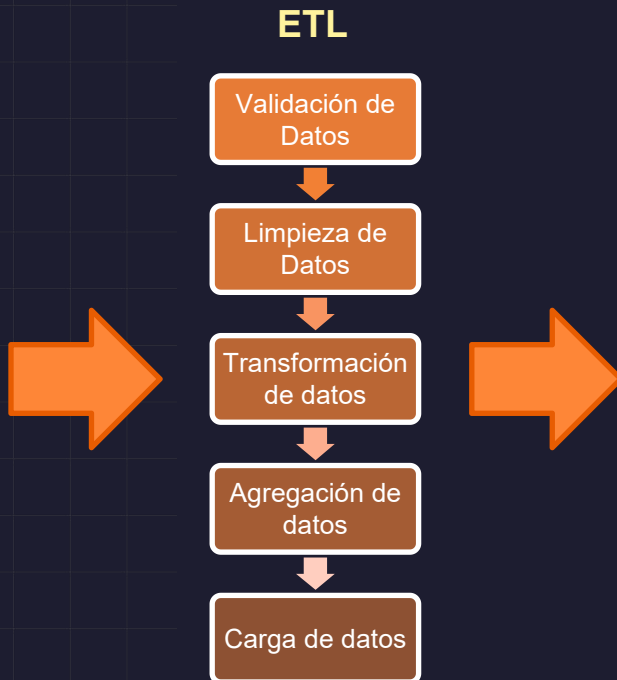 ETL
Validación de
Datos
Limpieza de
Datos
Transformación
de datos
Agregación de
datos
Carga de datos